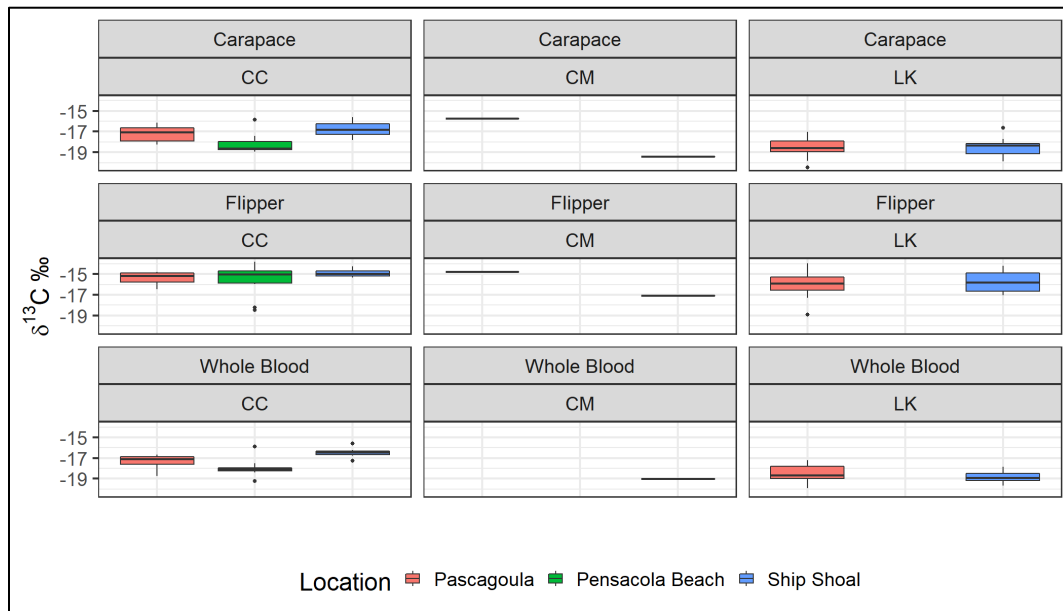 Carapace Carapace Carapace
CC CM LK
-15
-17
-19
Flipper Flipper Flipper
CC CM LK
-15
-17
-19
Whole Blood Whole Blood Whole Blood
CC CM LK
-15
-17
-19
δ¹³C ‰
Location Pascagoula Pensacola Beach Ship Shoal